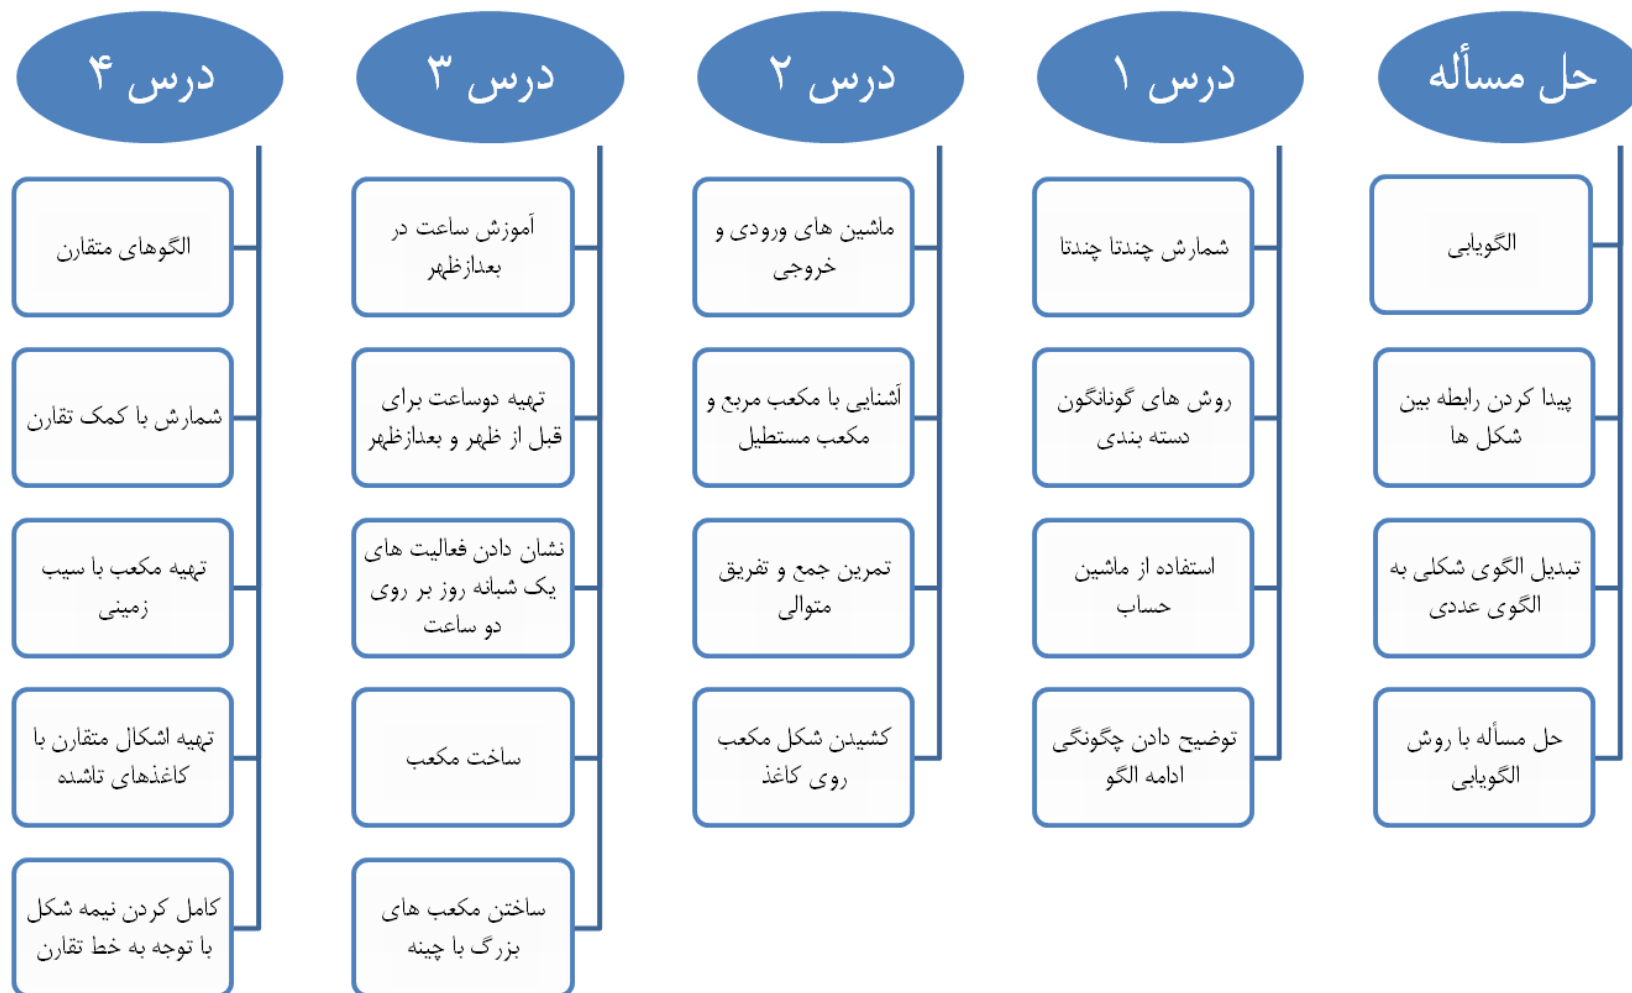 حل مسأله
الگویابی
پیدا کردن رابطه بین
شکل ها
تبدیل الگوی شکلی به
الگوی عددی
حل مسأله با روش
الگویابی
درس ۱
شمارش چندتا چندتا
روش های گوناگون
دسته بندی
استفاده از ماشین
حساب
توضیح دادن چگونگی
ادامه الگو
درس ۲
ماشین های ورودی و
خروجی
آشنایی با مکعب مربع و
مکعب مستطیل
تمرین جمع و تفریق
متوالی
کشیدن شکل مکعب
روی کاغذ
درس ۳
آموزش ساعت در
بعدازظهر
تهیه دوساعت برای
قبل از ظهر و بعدازظهر
نشان دادن فعالیت های
یک شبانه روز بر روی
دو ساعت
ساخت مکعب
ساختن مکعب های
بزرگ با چینه
درس ۴
الگوهای متقارن
شمارش با کمک تقارن
تهیه مکعب با سیب
زمینی
تهیه اشکال متقارن با
کاغذهای تاشده
کامل کردن نیمه شکل
با توجه به خط تقارن